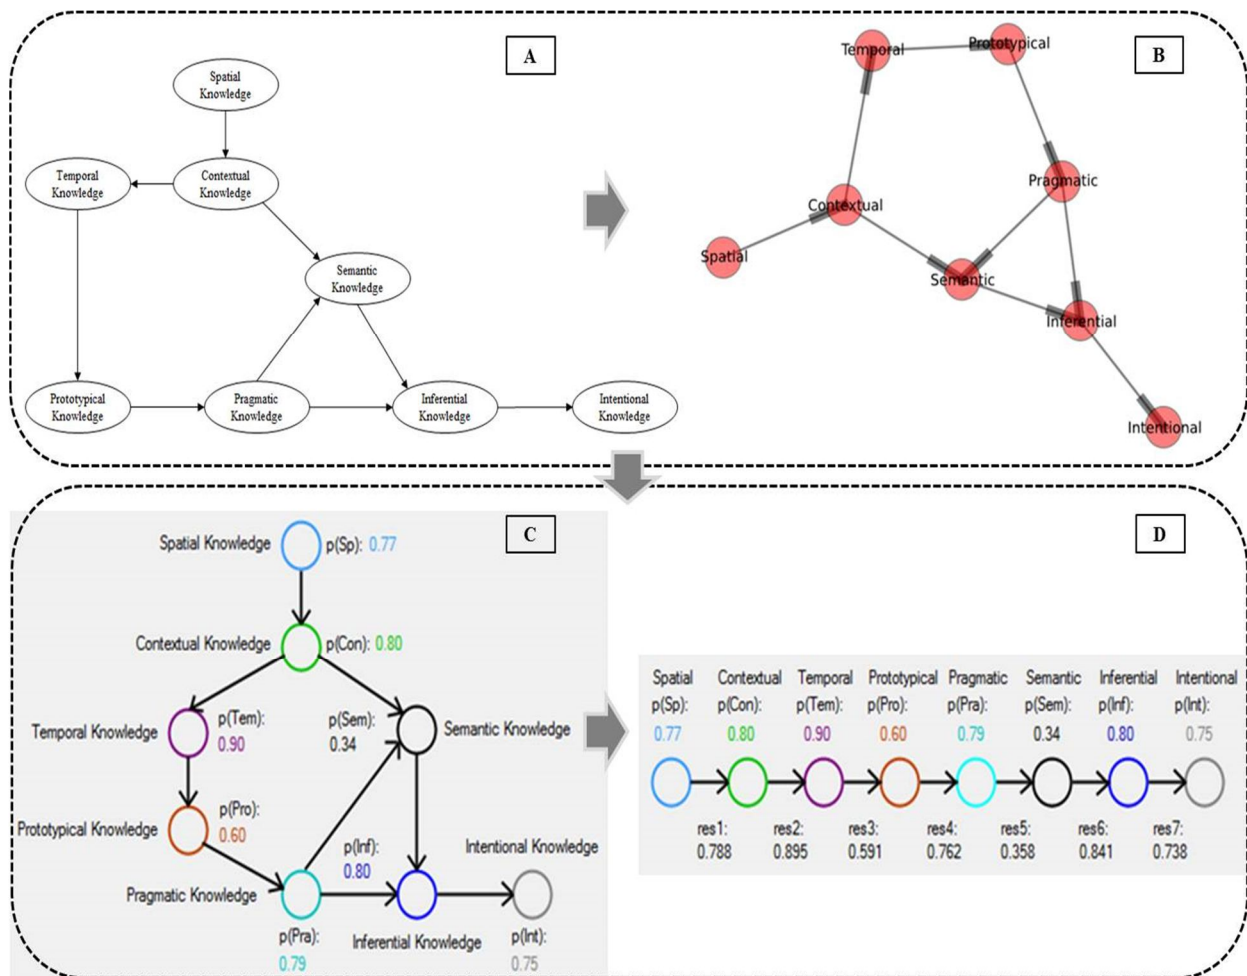 A
Spatial
Knowledge
Temporal
Knowledge
Contextual
Knowledge
Semantic
Knowledge
Prototypical
Knowledge
Pragmatic
Knowledge
Inferential
Knowledge
Intentional
Knowledge
B
Temporal
Prototypical
Pragmatic
Contextual
Spatial
Semantic
Inferential
Intentional
C
Spatial Knowledge
p(Sp): 0.77
Contextual Knowledge
p(Con): 0.80
Temporal Knowledge
p(Tem):
0.90
p(Sem):
0.34
Semantic Knowledge
Prototypical Knowledge
p(Pro):
0.60
p(Inf):
0.80
Intentional Knowledge
Pragmatic Knowledge
p(Pra):
0.79
Inferential Knowledge
p(Int):
0.75
D
Spatial Contextual Temporal Prototypical Pragmatic Semantic Inferential Intentional
p(Sp): p(Con): p(Tem): p(Pro): p(Pra): p(Sem): p(Inf): p(Int):
0.77 0.80 0.90 0.60 0.79 0.34 0.80 0.75
res1: res2: res3: res4: res5: res6: res7:
0.788 0.895 0.591 0.762 0.358 0.841 0.738